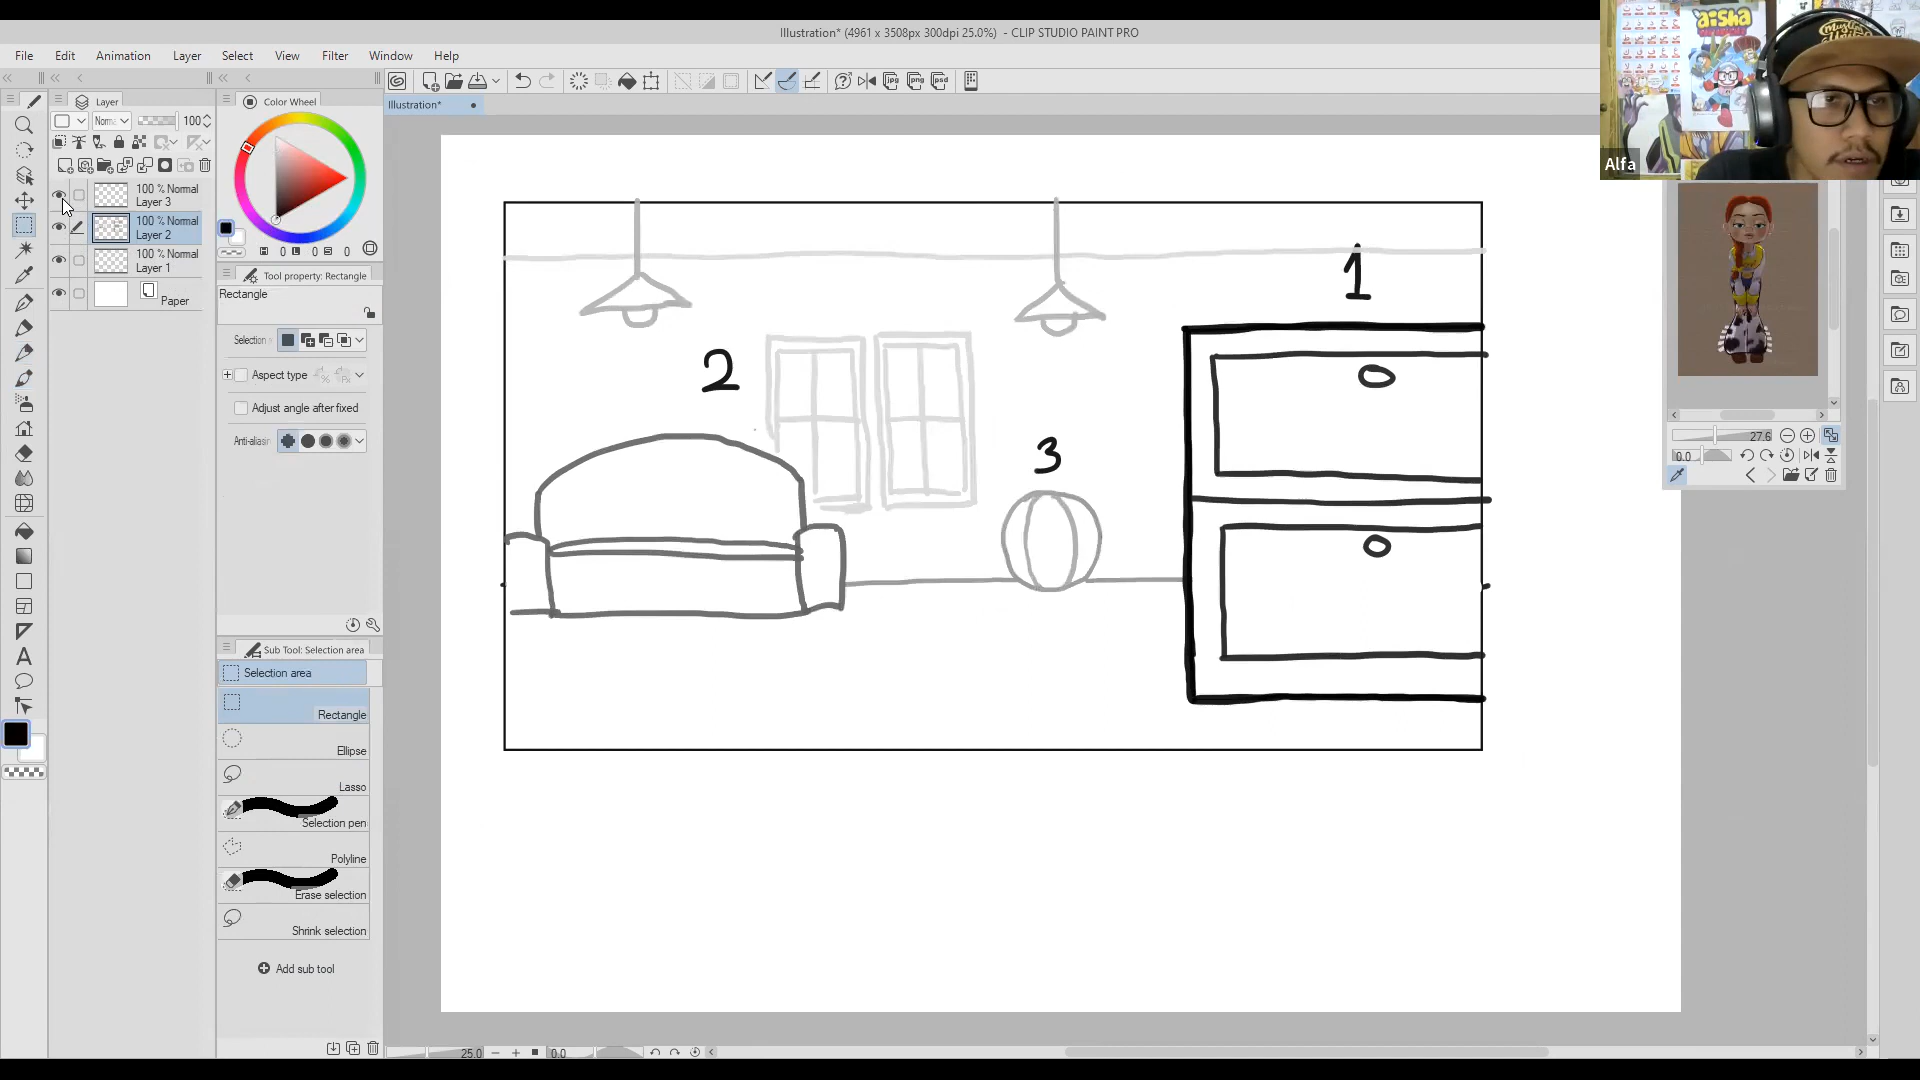 Illustration* (4961 x 3508px 300dpi 25.0%) - CLIP STUDIO PAINT PRO
File Edit Animation Layer Select View Filter Window Help
aisha
Alfa
Illustration*
Layer
Color Wheel
100
100 % Normal
Layer 3
100 % Normal
Layer 2
100 % Normal
Layer 1
Paper
H 0 L 0 S 0
Tool property: Rectangle
Rectangle
Selection
Aspect type
Adjust angle after fixed
Anti-aliasin
Sub Tool: Selection area
Selection area
Rectangle
Ellipse
Lasso
Selection pen
Polyline
Erase selection
Shrink selection
Add sub tool
A
1
2
3
27.6
0.0
25.0
0.0